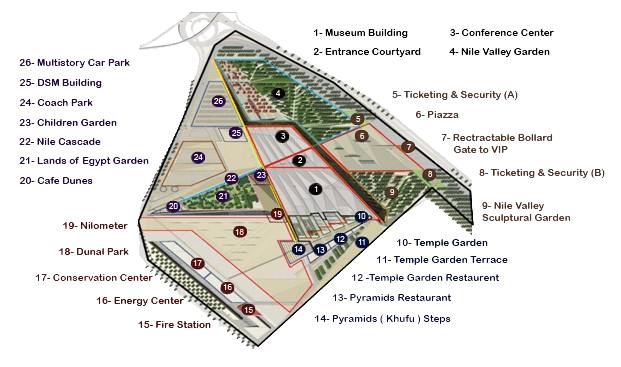 1- Museum Building
3- Conference Center
2- Entrance Courtyard
4- Nile Valley Garden
26- Multistory Car Park
25- DSM Building
24- Coach Park
23- Children Garden
22- Nile Cascade
21- Lands of Egypt Garden
20- Cafe Dunes
19- Nilometer
18- Dunal Park
17- Conservation Center
16- Energy Center
15- Fire Station
5- Ticketing & Security (A)
6- Piazza
7- Rectractable Bollard
Gate to VIP
8- Ticketing & Security (B)
9- Nile Valley
Sculptural Garden
10- Temple Garden
11- Temple Garden Terrace
12 -Temple Garden Restaurent
13- Pyramids Restaurant
14- Pyramids ( Khufu ) Steps
4
26
5
25
3
6
7
24
2
8
22
23
1
9
21
20
19
10
18
12
11
14
13
17
16
15